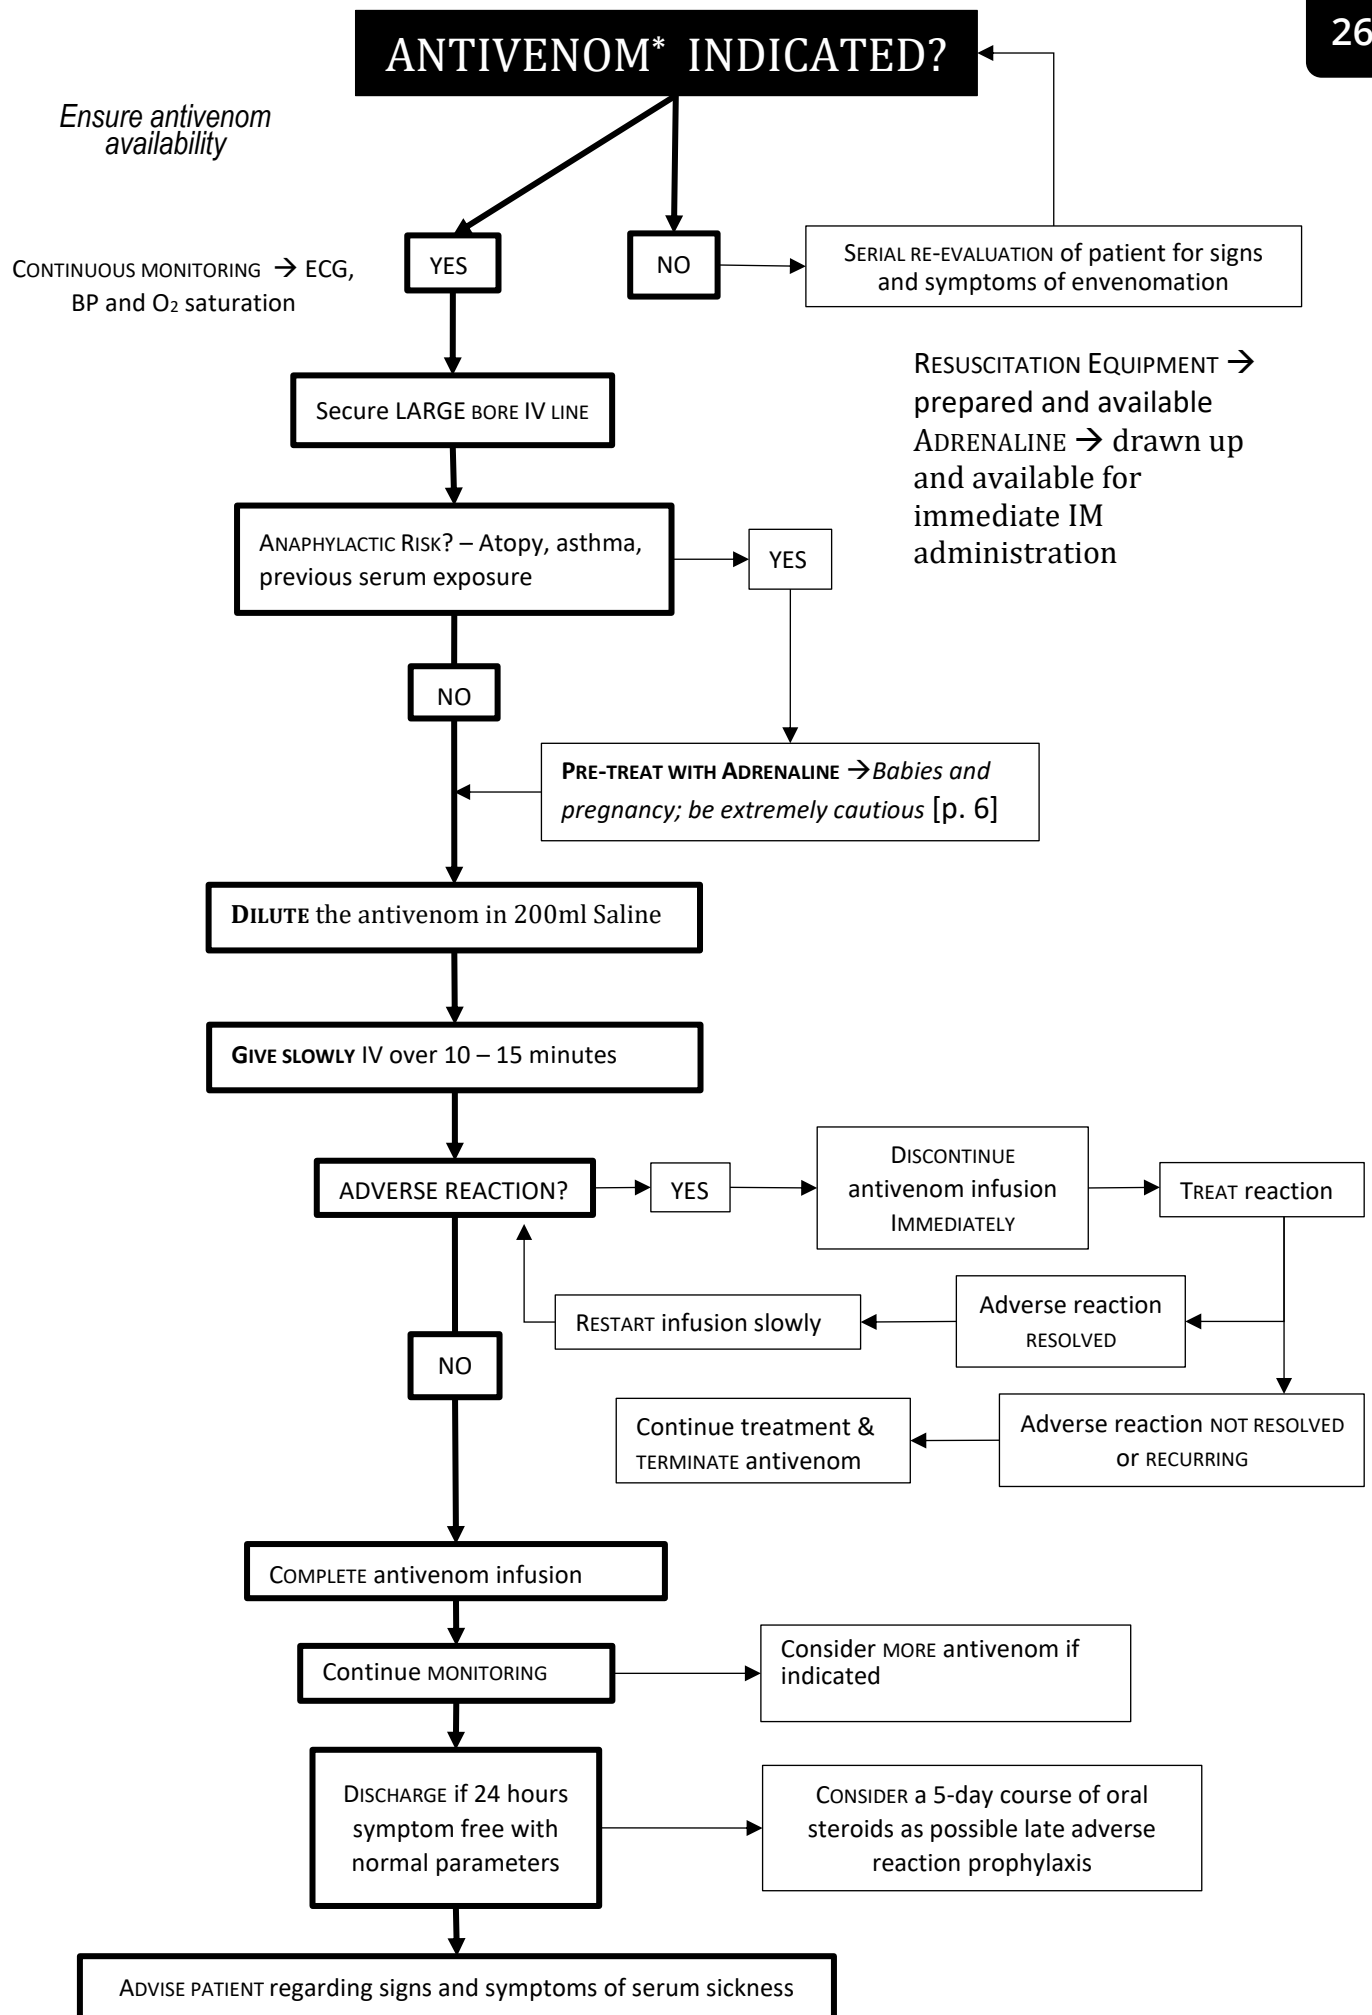 26
ANTIVENOM* INDICATED?
Ensure antivenom
availability
YES
NO
SERIAL RE-EVALUATION of patient for signs
and symptoms of envenomation
CONTINUOUS MONITORING → ECG,
BP and O2 saturation
RESUSCITATION EQUIPMENT →
prepared and available
ADRENALINE → drawn up
and available for
immediate IM
administration
Secure LARGE BORE IV LINE
ANAPHYLACTIC RISK? – Atopy, asthma,
previous serum exposure
YES
NO
PRE-TREAT WITH ADRENALINE →Babies and
pregnancy; be extremely cautious [p. 6]
DILUTE the antivenom in 200ml Saline
GIVE SLOWLY IV over 10 – 15 minutes
ADVERSE REACTION?
YES
DISCONTINUE
antivenom infusion
IMMEDIATELY
TREAT reaction
Adverse reaction
RESOLVED
RESTART infusion slowly
NO
Adverse reaction NOT RESOLVED
or RECURRING
Continue treatment &
TERMINATE antivenom
COMPLETE antivenom infusion
Continue MONITORING
Consider MORE antivenom if
indicated
DISCHARGE if 24 hours
symptom free with
normal parameters
CONSIDER a 5-day course of oral
steroids as possible late adverse
reaction prophylaxis
ADVISE PATIENT regarding signs and symptoms of serum sickness